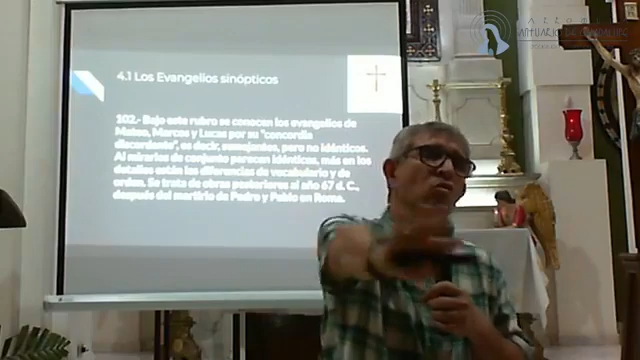 SANTUARIO DE GUADALUPE
4.1 Los Evangelios sinópticos
102.- Bajo este rubro se conocen los evangelios de
Mateo, Marcos y Lucas por su "concordia
discordante", es decir, semejantes, pero no idénticos.
Al mirarlos de conjunto parecen idénticos, más en los
detalles están las diferencias de vocabulario y de
orden. Se trata de obras posteriores al año 67 d. C.,
después del martirio de Pedro y Pablo en Roma.